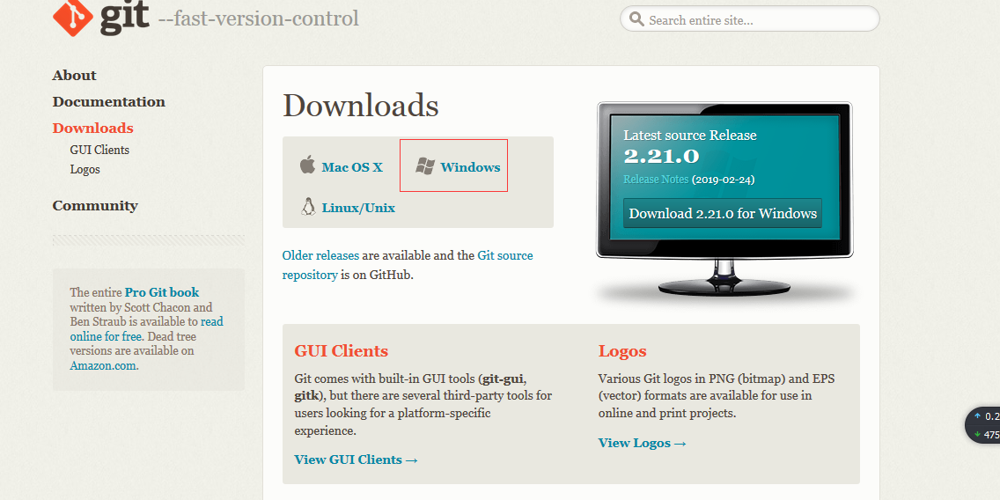 git --fast-version-control
Search entire site...
About
Documentation
Downloads
GUI Clients
Logos
Community
The entire Pro Git book
written by Scott Chacon and
Ben Straub is available to read
online for free. Dead tree
versions are available on
Amazon.com.
Downloads
Mac OS X
Windows
Linux/Unix
Older releases are available and the Git source
repository is on GitHub.
Latest source Release
2.21.0
Release Notes (2019-02-24)
Download 2.21.0 for Windows
GUI Clients
Git comes with built-in GUI tools (git-gui,
gitk), but there are several third-party tools for
users looking for a platform-specific
experience.
View GUI Clients →
Logos
Various Git logos in PNG (bitmap) and EPS
(vector) formats are available for use in
online and print projects.
View Logos →
0.2
475